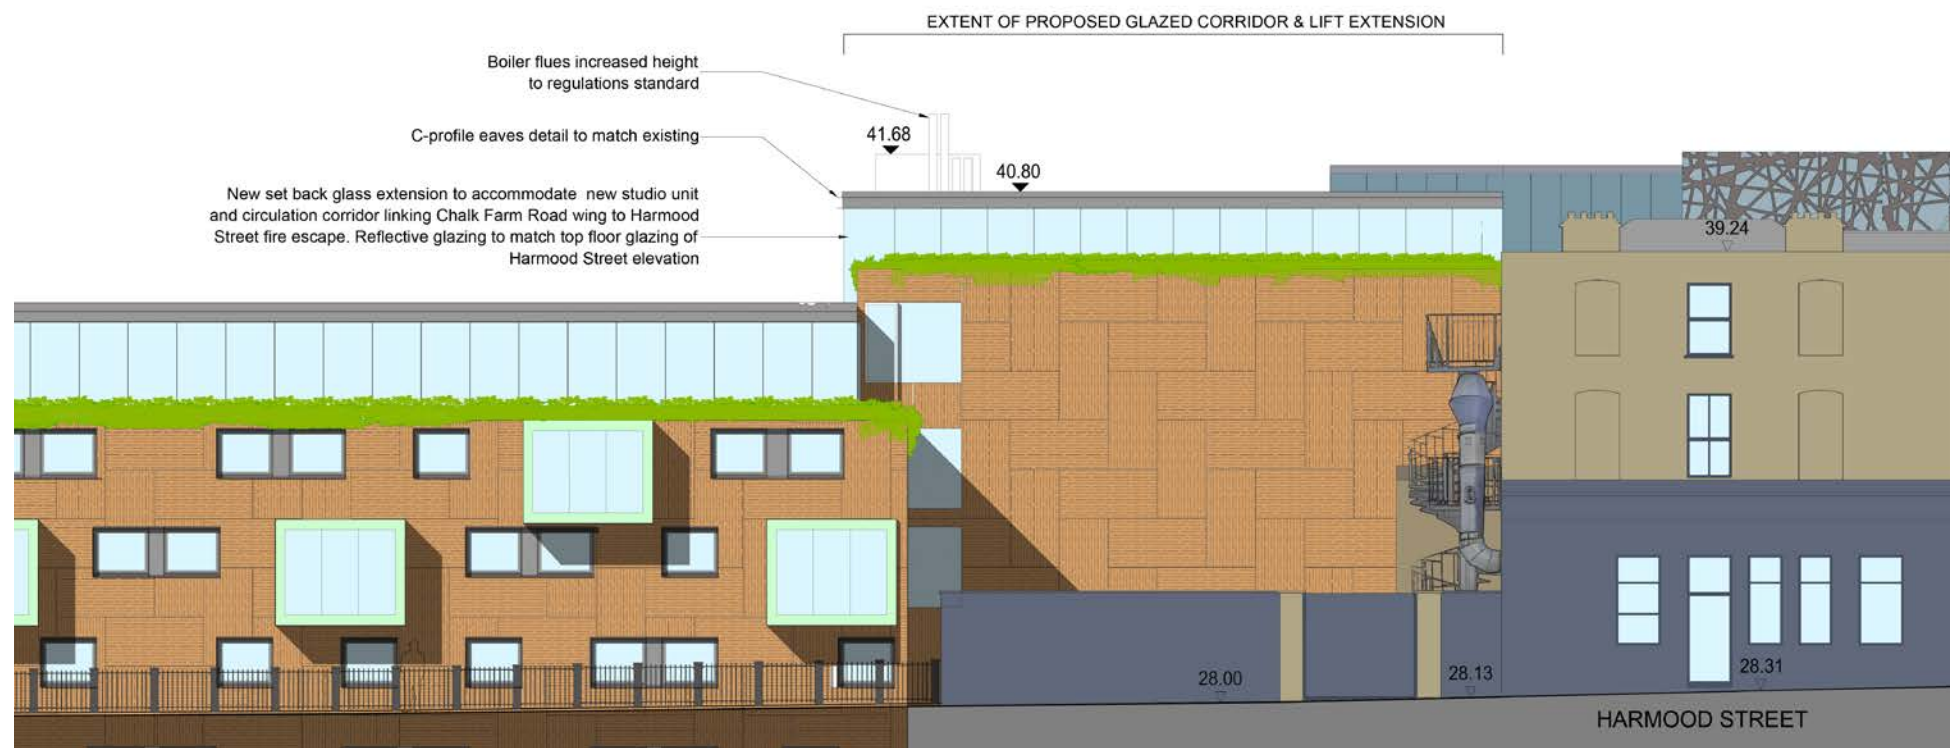 EXTENT OF PROPOSED GLAZED CORRIDOR & LIFT EXTENSION
Boiler flues increased height
to regulations standard
C-profile eaves detail to match existing
New set back glass extension to accommodate new studio unit
and circulation corridor linking Chalk Farm Road wing to Harmood
Street fire escape. Reflective glazing to match top floor glazing of
Harmood Street elevation
41.68
40.80
39.24
28.00
28.13
28.31
HARMOOD STREET